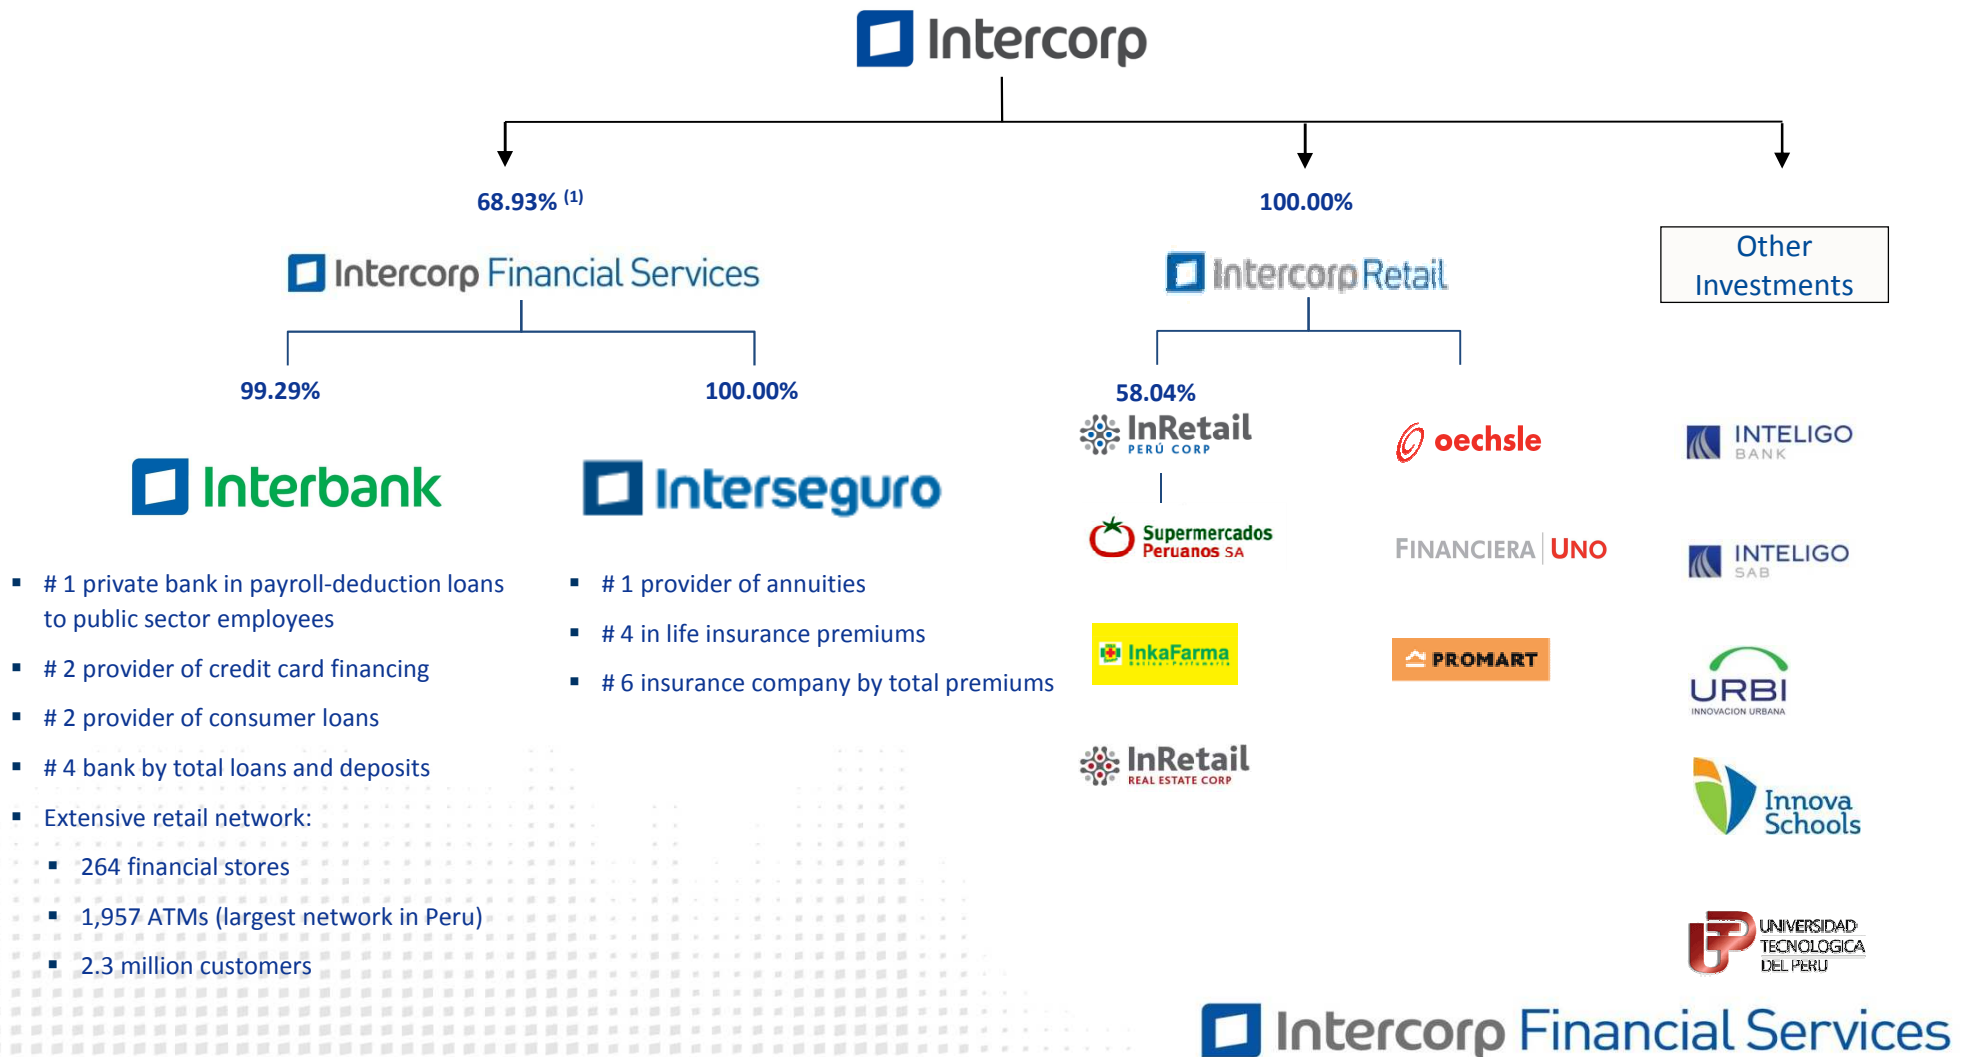 Intercorp
68.93% (1)
100.00%
Intercorp Financial Services
Intercorp Retail
Other
Investments
99.29%
100.00%
58.04%
Interbank
# 1 private bank in payroll-deduction loans
to public sector employees
# 2 provider of credit card financing
# 2 provider of consumer loans
# 4 bank by total loans and deposits
Extensive retail network:
264 financial stores
1,957 ATMs (largest network in Peru)
2.3 million customers
Interseguro
# 1 provider of annuities
# 4 in life insurance premiums
# 6 insurance company by total premiums
InRetail
PERÚ CORP
Supermercados
Peruanos SA
InkaFarma
Botica - Perfumería
InRetail
REAL ESTATE CORP
oechsle
FINANCIERA UNO
PROMART
INTELIGO
BANK
INTELIGO
SAB
URBI
INNOVACION URBANA
Innova
Schools
UTP
UNIVERSIDAD
TECNOLOGICA
DEL PERU
Intercorp Financial Services